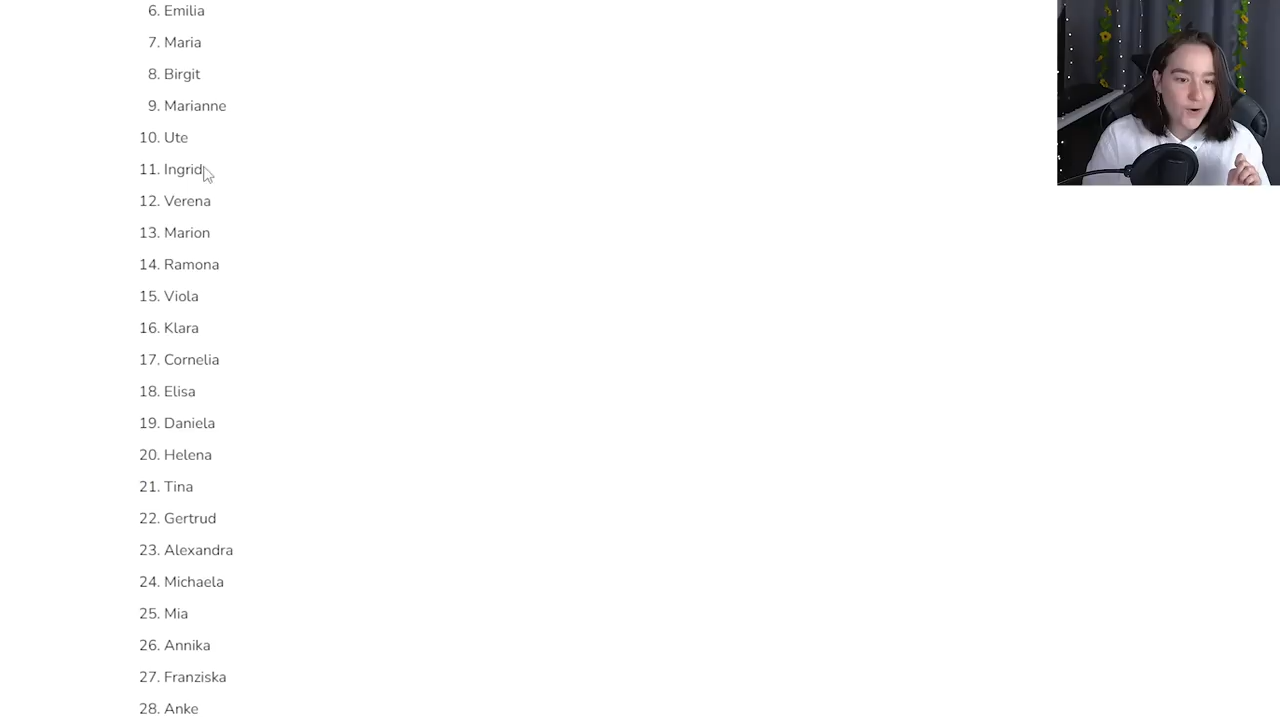 6. Emilia
7. Maria
8. Birgit
9. Marianne
10. Ute
11. Ingrid
12. Verena
13. Marion
14. Ramona
15. Viola
16. Klara
17. Cornelia
18. Elisa
19. Daniela
20. Helena
21. Tina
22. Gertrud
23. Alexandra
24. Michaela
25. Mia
26. Annika
27. Franziska
28. Anke